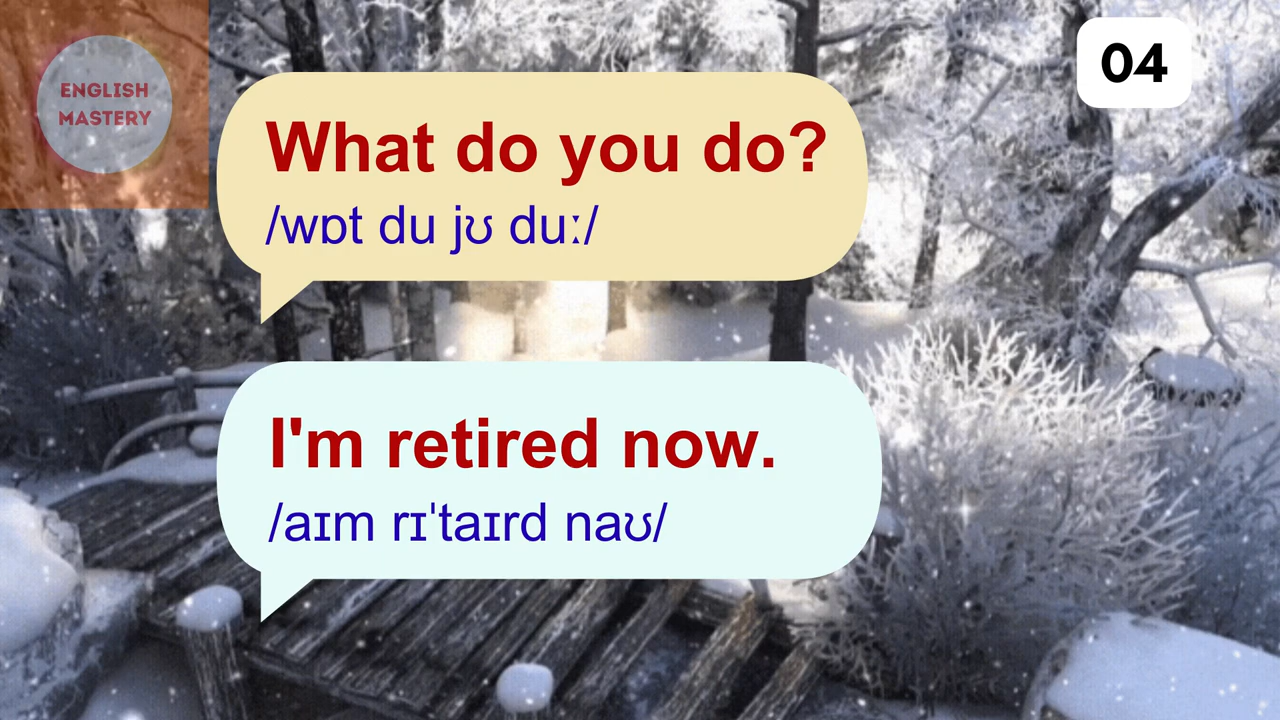 ENGLISH
MASTERY
04
What do you do?
/wɒt du jʊ duː/
I'm retired now.
/aɪm rɪˈtaɪrd naʊ/